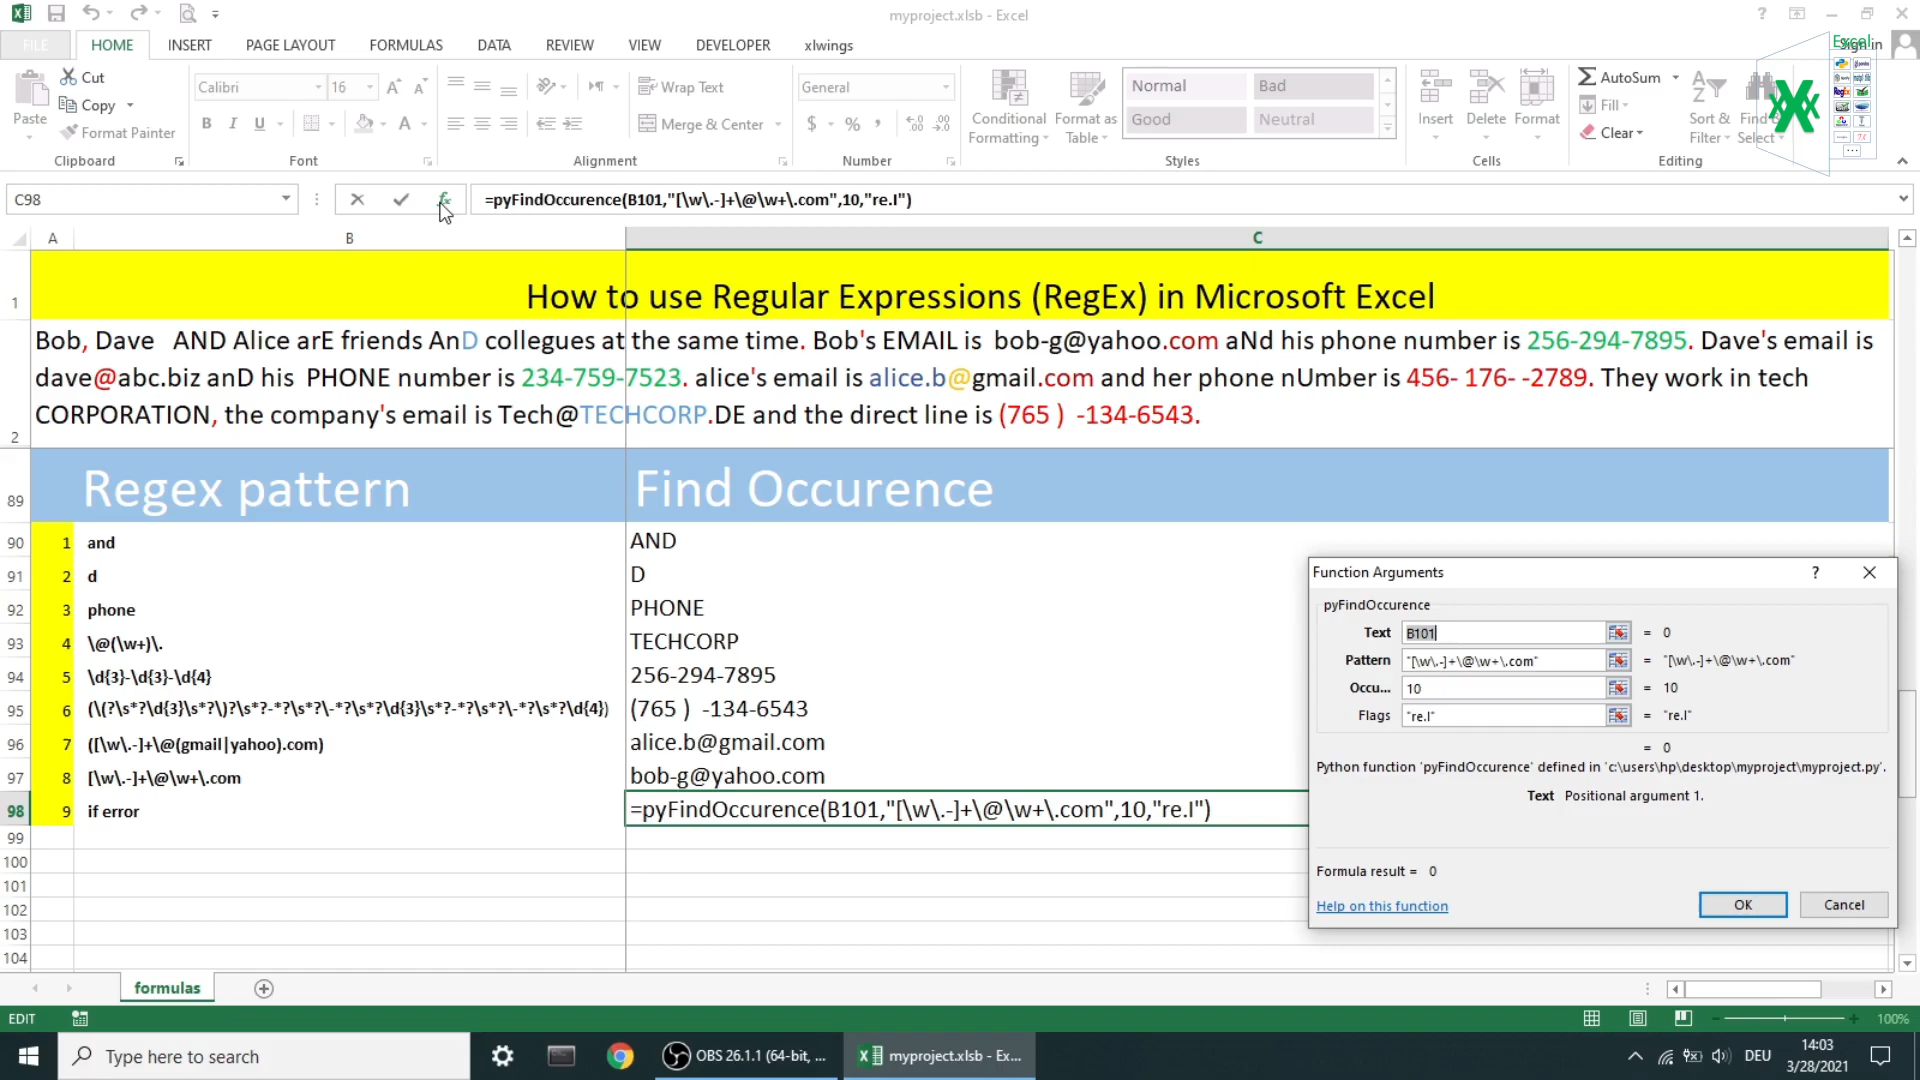 myproject.xlsb - Excel
?
Sign in
Excel
FILE
HOME
INSERT
PAGE LAYOUT
FORMULAS
DATA
REVIEW
VIEW
DEVELOPER
xlwings
Paste
Cut
Copy
Format Painter
Clipboard
Calibri
16
B I U
Font
Wrap Text
Merge & Center
Alignment
General
$ % ,
Number
Conditional Formatting
Format as Table
Normal
Bad
Good
Neutral
Styles
Insert
Delete
Format
Cells
AutoSum
Fill
Clear
Sort & Filter
Find & Select
Editing
C98
fx
=pyFindOccurence(B101,"[\w\.-]+\@\w+\.com",10,"re.I")
A
B
C
1
How to use Regular Expressions (RegEx) in Microsoft Excel
Bob, Dave   AND Alice arE friends AnD collegues at the same time. Bob's EMAIL is  bob-g@yahoo.com aNd his phone number is 256-294-7895. Dave's email is
dave@abc.biz anD his  PHONE number is 234-759-7523. alice's email is alice.b@gmail.com and her phone nUmber is 456- 176- -2789. They work in tech
CORPORATION, the company's email is Tech@TECHCORP.DE and the direct line is (765 )  -134-6543.
2
89
Regex pattern
Find Occurence
90 1 and AND
91 2 d D
92 3 phone PHONE
93 4 \@(\w+)\. TECHCORP
94 5 \d{3}-\d{3}-\d{4} 256-294-7895
95 6 (\(?\s*?\d{3}\s*?\)?\s*?-*?\s*?\-*?\s*?\d{3}\s*?-*?\s*?\-*?\s*?\d{4}) (765 )  -134-6543
96 7 ([\w\.-]+\@(gmail|yahoo).com) alice.b@gmail.com
97 8 [\w\.-]+\@\w+\.com bob-g@yahoo.com
98 9 if error =pyFindOccurence(B101,"[\w\.-]+\@\w+\.com",10,"re.I")
99
100
101
102
103
104
Function Arguments
?
pyFindOccurence
Text B101 = 0
Pattern "[\w\.-]+\@\w+\.com" = "[\w\.-]+\@\w+\.com"
Occu... 10 = 10
Flags "re.I" = "re.I"
= 0
Python function 'pyFindOccurence' defined in 'c:\users\hp\desktop\myproject\myproject.py'.
Text Positional argument 1.
Formula result = 0
Help on this function
OK
Cancel
formulas
EDIT
100%
Type here to search
OBS 26.1.1 (64-bit, ...
myproject.xlsb - Ex...
DEU
14:03
3/28/2021